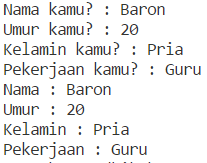 Nama kamu? : Baron
Umur kamu? : 20
Kelamin kamu? : Pria
Pekerjaan kamu? : Guru
Nama : Baron
Umur : 20
Kelamin : Pria
Pekerjaan : Guru